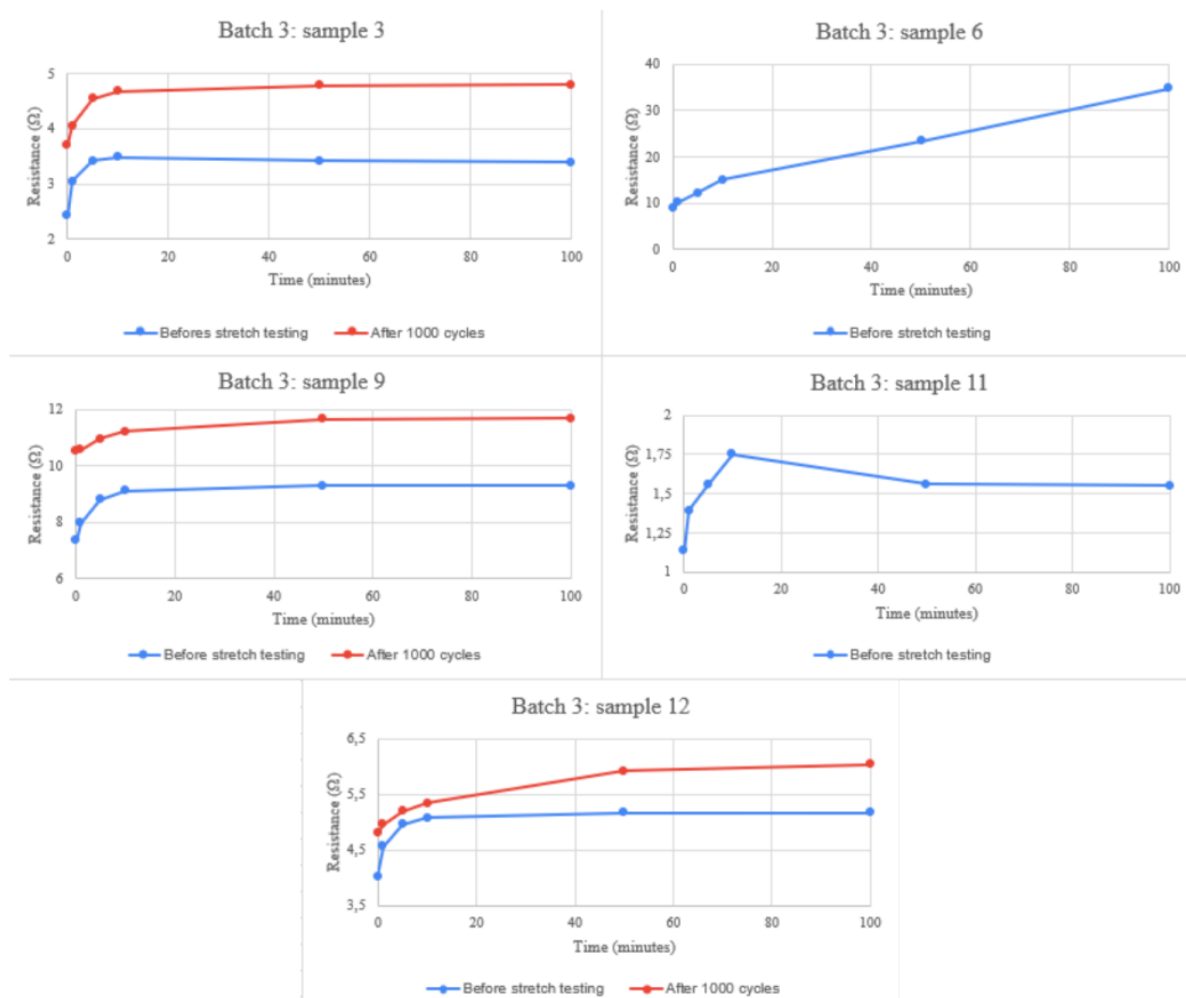 Batch 3: sample 3
Resistance (Ω)
5
4
3
2
0 20 40 60 80 100
Time (minutes)
Befores stretch testing After 1000 cycles
Batch 3: sample 6
Resistance (Ω)
40
30
20
10
0
0 20 40 60 80 100
Time (minutes)
Before stretch testing
Batch 3: sample 9
Resistance (Ω)
12
10
8
6
0 20 40 60 80 100
Time (minutes)
Before stretch testing After 1000 cycles
Batch 3: sample 11
Resistance (Ω)
2
1,75
1,5
1,25
1
0 20 40 60 80 100
Time (minutes)
Before stretch testing
Batch 3: sample 12
Resistance (Ω)
6,5
5,5
4,5
3,5
0 20 40 60 80 100
Time (minutes)
Before stretch testing After 1000 cycles